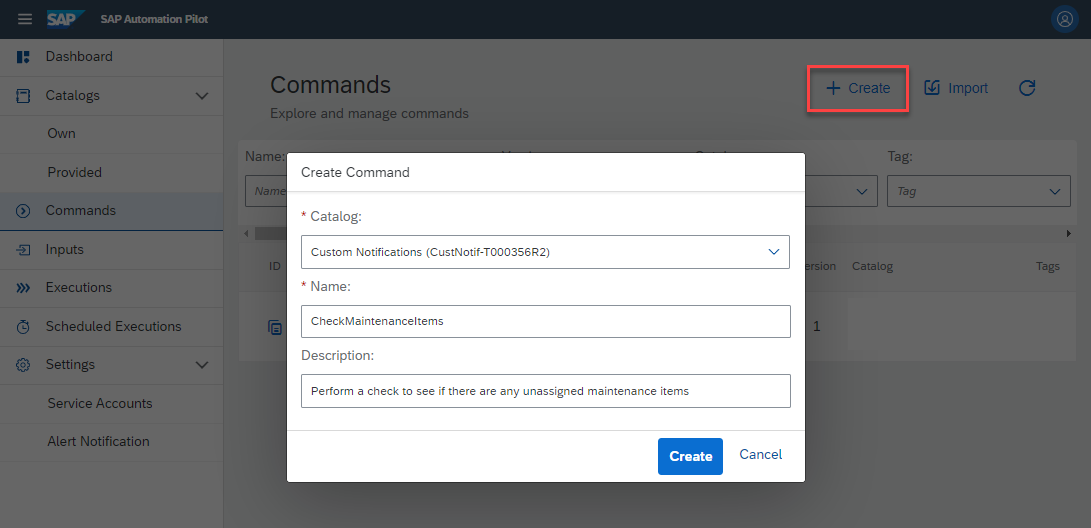 SAP SAP Automation Pilot
Dashboard
Catalogs
Own
Provided
Commands
Inputs
Executions
Scheduled Executions
Settings
Service Accounts
Alert Notification
Commands
Explore and manage commands
Create
Import
Name:
Tag:
Name
Tag
ID
ersion
Catalog
Tags
1
Create Command
* Catalog:
Custom Notifications (CustNotif-T000356R2)
* Name:
CheckMaintenanceItems
Description:
Perform a check to see if there are any unassigned maintenance items
Create
Cancel